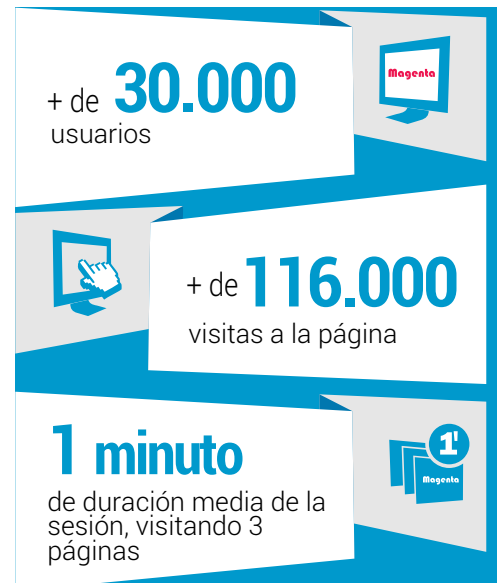 + de 30.000
usuarios
Magenta
+ de 116.000
visitas a la página
1 minuto
de duración media de la
sesión, visitando 3
páginas
1'
Magenta